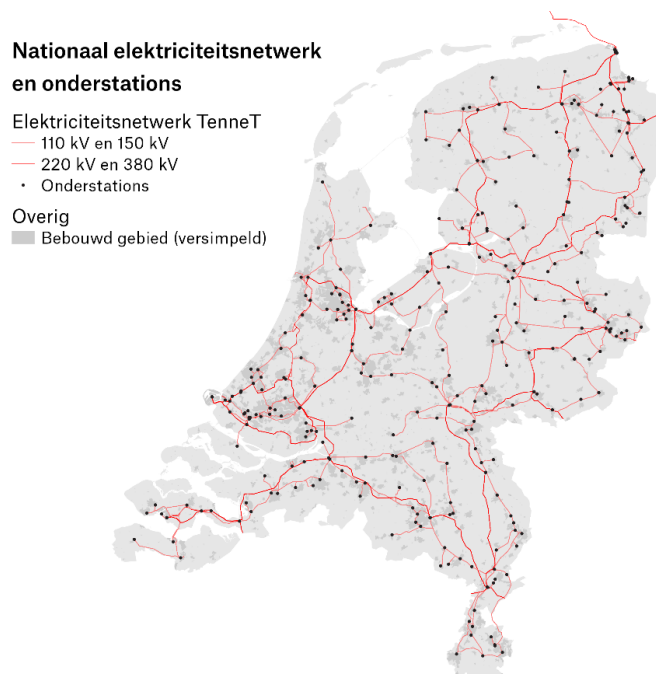 Nationaal elektriciteitsnetwerk
en onderstations
Elektriciteitsnetwerk TenneT
110 kV en 150 kV
220 kV en 380 kV
Onderstations
Overig
Bebouwd gebied (versimpeld)